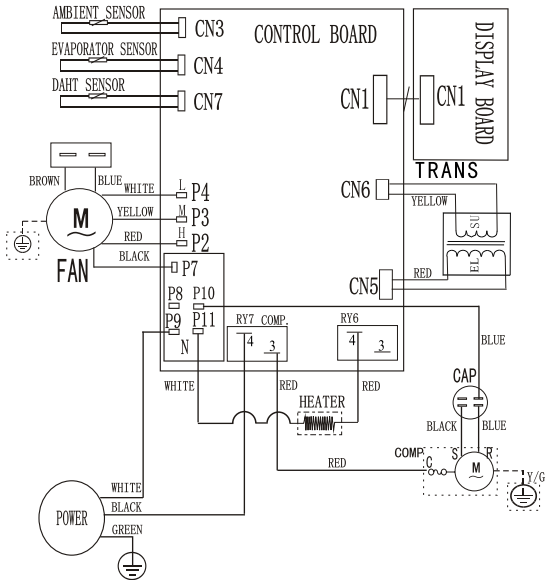 AMBIENT SENSOR
CN3
CONTROL BOARD
DISPLAY BOARD
EVAPORATOR SENSOR
CN4
DAHT SENSOR
CN7
CN1
CN1
TRANS
BROWN
BLUE
WHITE
L
P4
CN6
YELLOW
M
YELLOW
M
P3
SU
RED
H
P2
FAN
BLACK
P7
EL
RED
CN5
P8
P10
P9
P11
RY7
COMP.
RY6
N
4
3
4
3
BLUE
WHITE
RED
RED
CAP
HEATER
BLACK
BLUE
COMP
C
S
R
M
RED
Y/G
WHITE
BLACK
POWER
GREEN